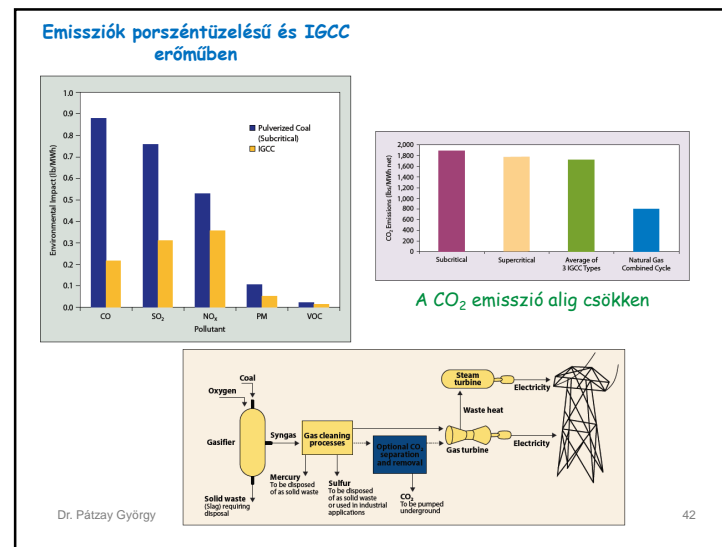 Emissziók porszéntüzelésű és IGCC
erőműben
1.0
0.9
0.8
0.7
0.6
0.5
0.4
0.3
0.2
0.1
0.0
Environmental Impact (lb/MWh)
Pulverized Coal
(Subcritical)
IGCC
CO SO₂ NOₓ PM VOC
Pollutant
2,000
1,800
1,600
1,400
1,200
1,000
800
600
400
200
0
CO₂ Emissions (lbs/MWh net)
Subcritical Supercritical Average of Natural Gas
3 IGCC Types Combined Cycle
A CO₂ emisszió alig csökken
Coal
Oxygen
Gasifier
Syngas
Solid waste
(Slag) requiring
disposal
Gas cleaning
processes
Mercury
To be disposed
of as solid waste
Sulfur
To be disposed
of as solid waste
or used in industrial
applications
Optional CO₂
separation
and removal
CO₂
To be pumped
underground
Steam
turbine
Electricity
Waste heat
Gas turbine
Electricity
Dr. Pátzay György
42